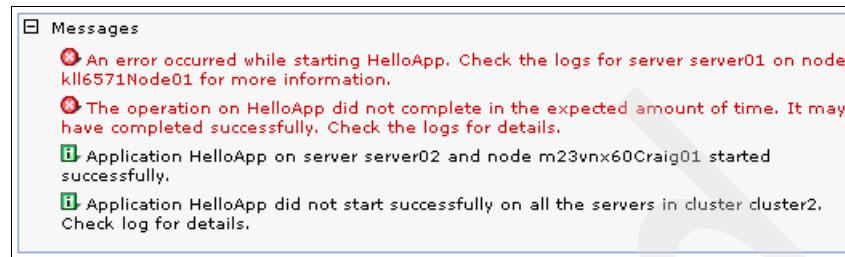 Messages
An error occurred while starting HelloApp. Check the logs for server server01 on node
kll6571Node01 for more information.
The operation on HelloApp did not complete in the expected amount of time. It may
have completed successfully. Check the logs for details.
Application HelloApp on server server02 and node m23vnx60Craig01 started
successfully.
Application HelloApp did not start successfully on all the servers in cluster cluster2.
Check log for details.